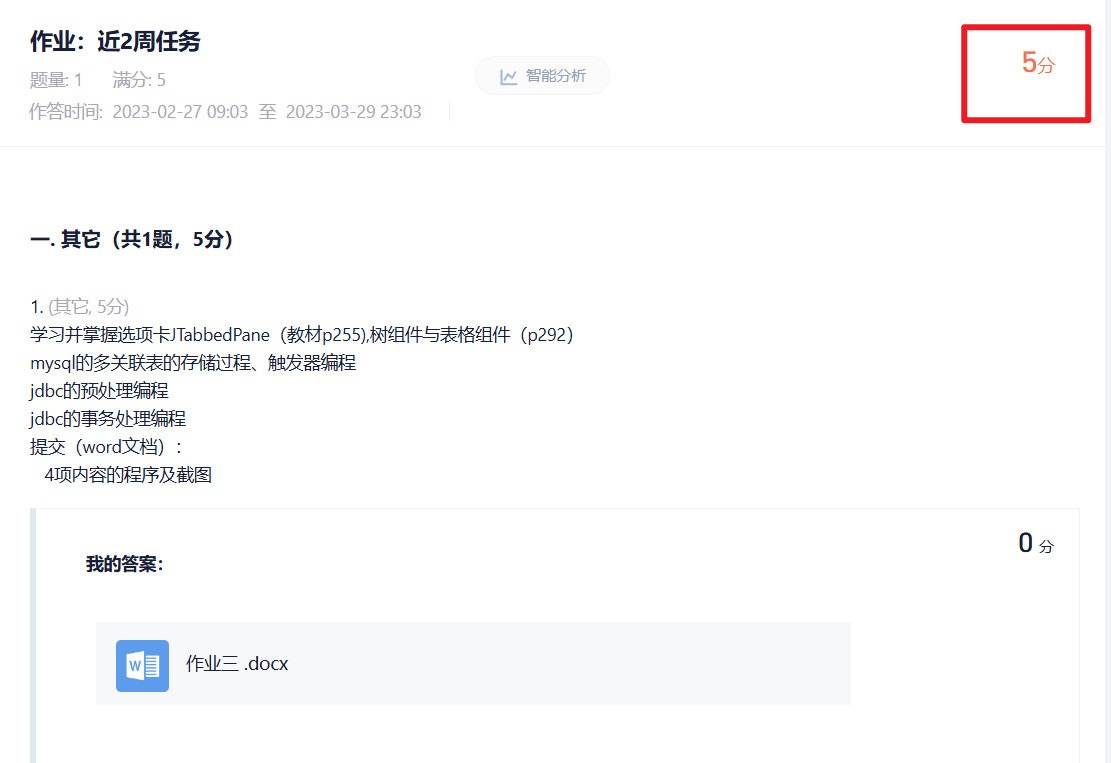 作业：近2周任务
5分
题量: 1 满分: 5
智能分析
作答时间: 2023-02-27 09:03 至 2023-03-29 23:03
一. 其它（共1题，5分）
1. (其它, 5分)
学习并掌握选项卡JTabbedPane（教材p255),树组件与表格组件（p292）
mysql的多关联表的存储过程、触发器编程
jdbc的预处理编程
jdbc的事务处理编程
提交（word文档）：
4项内容的程序及截图
0 分
我的答案：
W
作业三 .docx